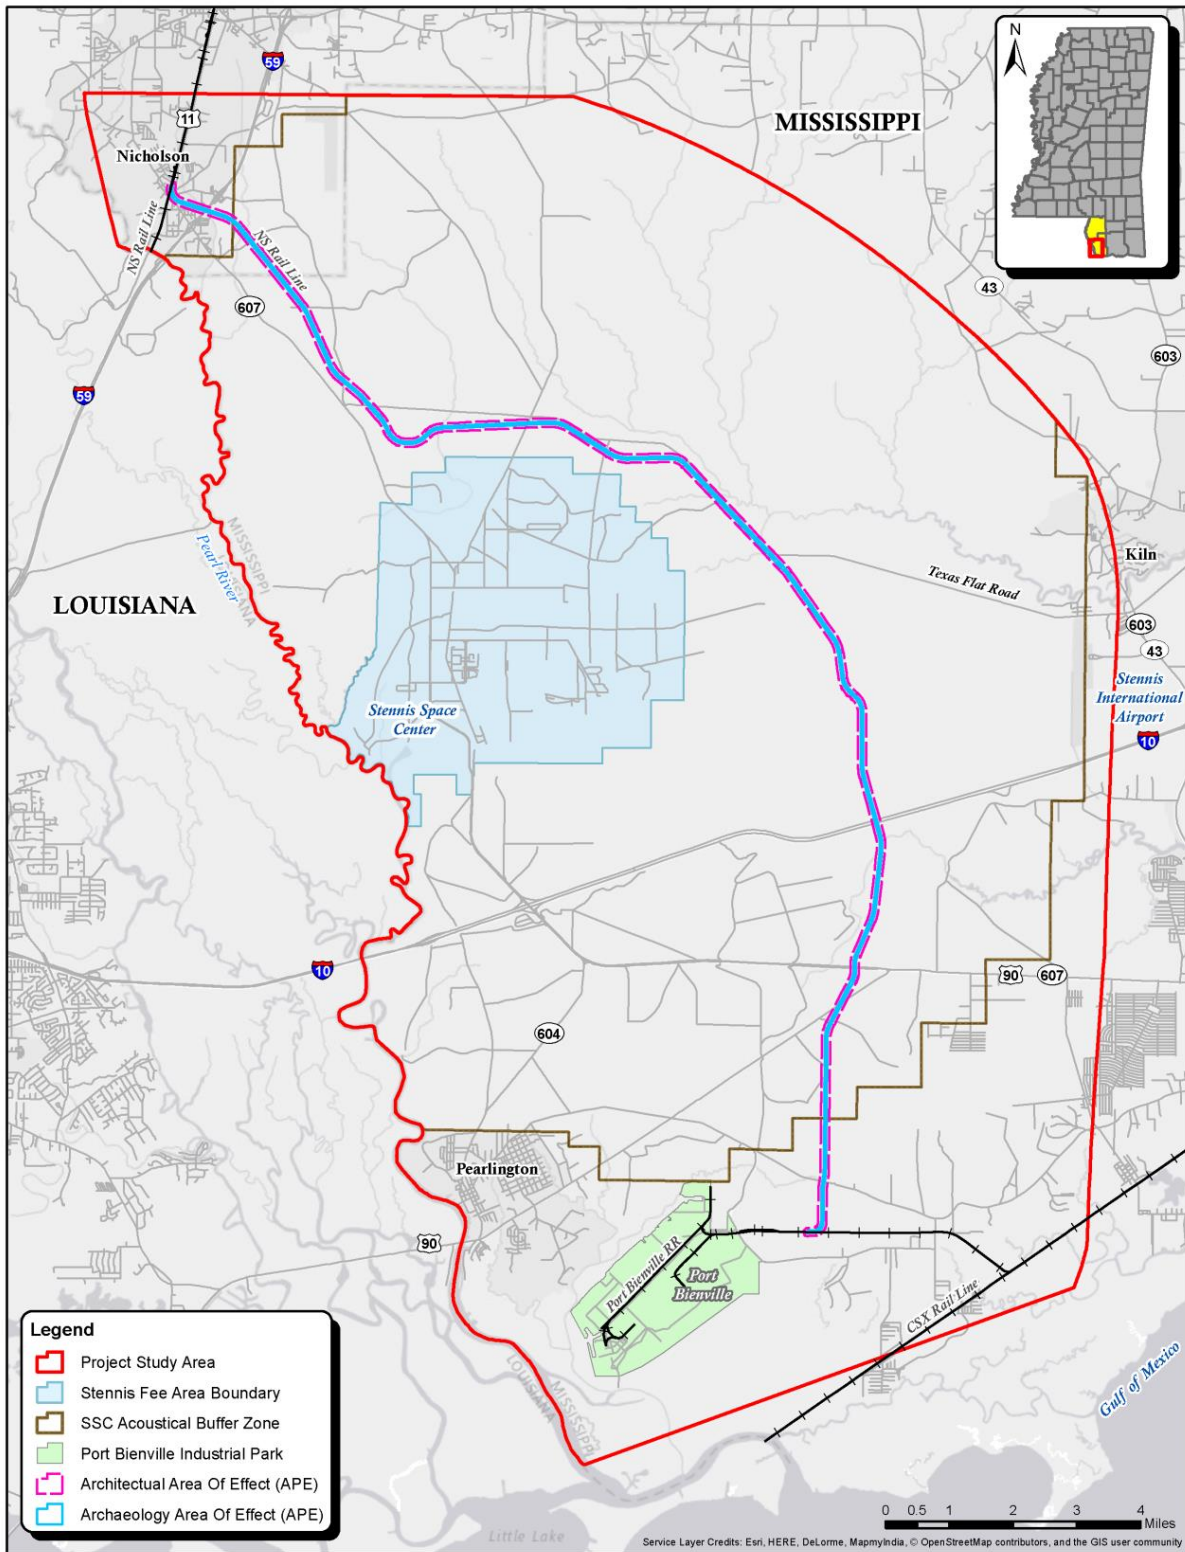 N
59
11
MISSISSIPPI
Nicholson
NS Rail Line
NS Rail Line
43
607
603
59
MISSISSIPPI
LOUISIANA
Pearl River
Kiln
Texas Flat Road
LOUISIANA
603
43
Stennis
International
Airport
Stennis Space
Center
10
10
90
607
604
Pearlington
90
Port Bienville RR
Port
Bienville
CSX Rail Line
Gulf of Mexico
MISSISSIPPI
LOUISIANA
Little Lake
Legend
Project Study Area
Stennis Fee Area Boundary
SSC Acoustical Buffer Zone
Port Bienville Industrial Park
Architectual Area Of Effect (APE)
Archaeology Area Of Effect (APE)
0 0.5 1 2 3 4
Miles
Service Layer Credits: Esri, HERE, DeLorme, MapmyIndia, © OpenStreetMap contributors, and the GIS user community